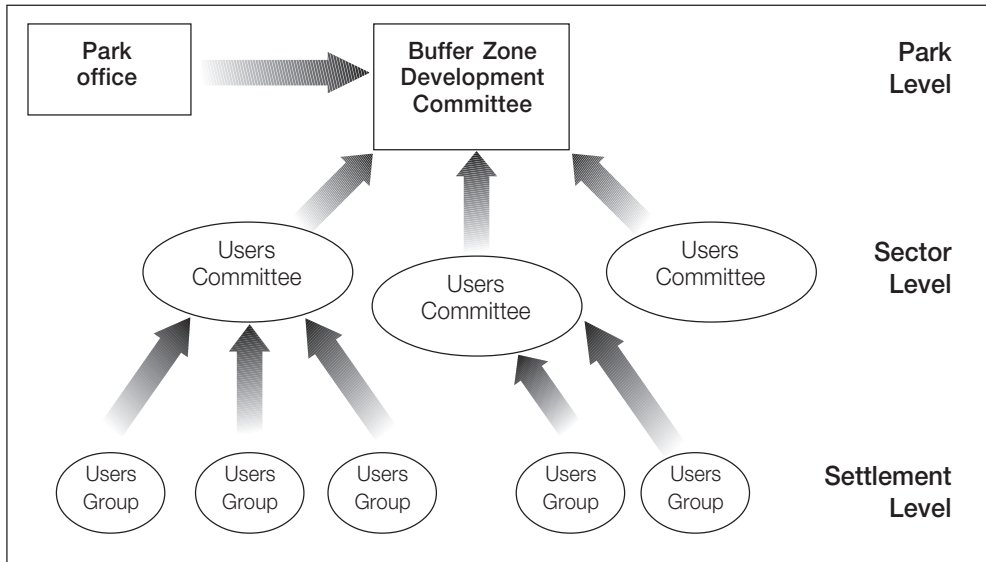 Park
office
Buffer Zone
Development
Committee
Park
Level
Users
Committee
Users
Committee
Users
Committee
Sector
Level
Users
Group
Users
Group
Users
Group
Users
Group
Users
Group
Settlement
Level